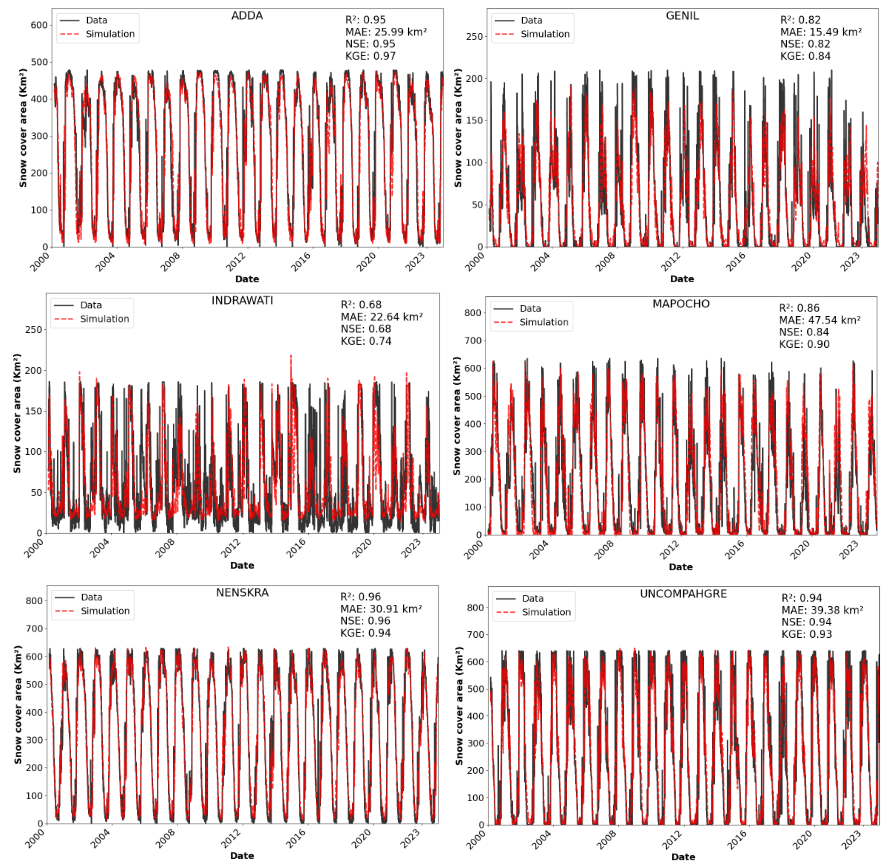 ADDA
Data
Simulation
R²: 0.95
MAE: 25.99 km²
NSE: 0.95
KGE: 0.97
Snow cover area (Km²)
600
500
400
300
200
100
0
2000
2004
2008
2012
2016
2020
2023
Date
GENIL
Data
Simulation
R²: 0.82
MAE: 15.49 km²
NSE: 0.82
KGE: 0.84
Snow cover area (Km²)
250
200
150
100
50
0
2000
2004
2008
2012
2016
2020
2023
Date
INDRAWATI
Data
Simulation
R²: 0.68
MAE: 22.64 km²
NSE: 0.68
KGE: 0.74
Snow cover area (Km²)
250
200
150
100
50
0
2000
2004
2008
2012
2016
2020
2023
Date
MAPOCHO
Data
Simulation
R²: 0.86
MAE: 47.54 km²
NSE: 0.84
KGE: 0.90
Snow cover area (Km²)
800
700
600
500
400
300
200
100
0
2000
2004
2008
2012
2016
2020
2023
Date
NENSKRA
Data
Simulation
R²: 0.96
MAE: 30.91 km²
NSE: 0.96
KGE: 0.94
Snow cover area (Km²)
800
700
600
500
400
300
200
100
0
2000
2004
2008
2012
2016
2020
2023
Date
UNCOMPAHGRE
Data
Simulation
R²: 0.94
MAE: 39.38 km²
NSE: 0.94
KGE: 0.93
Snow cover area (Km²)
800
700
600
500
400
300
200
100
0
2000
2004
2008
2012
2016
2020
2023
Date